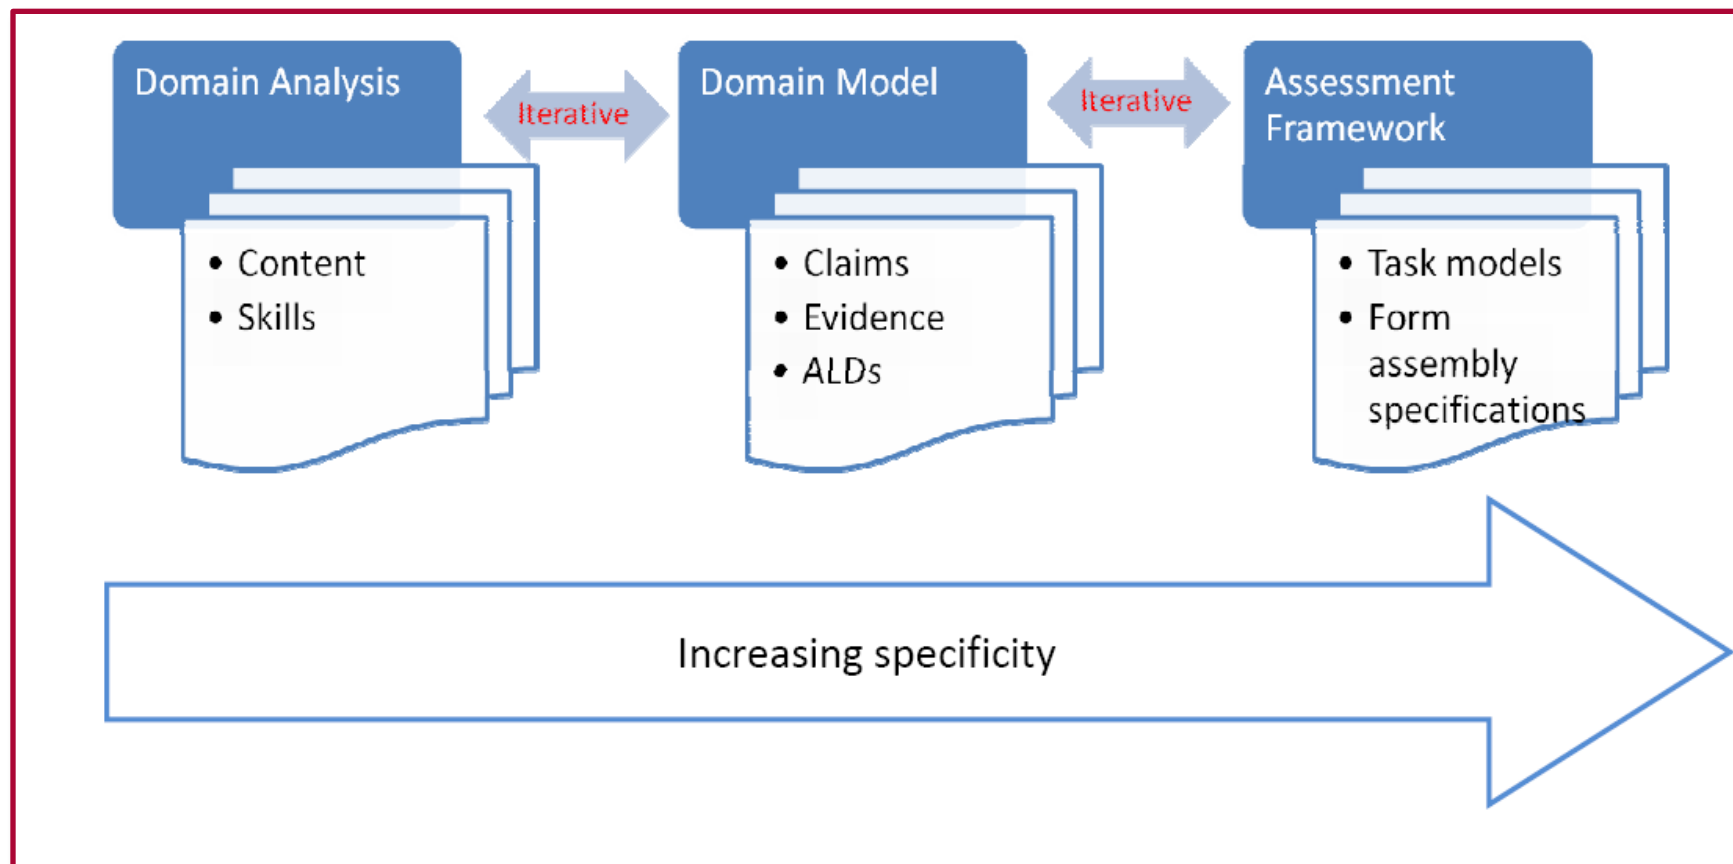 Domain Analysis
Iterative
Domain Model
Iterative
Assessment
Framework
• Content
• Skills
• Claims
• Evidence
• ALDs
• Task models
• Form
assembly
specifications
Increasing specificity